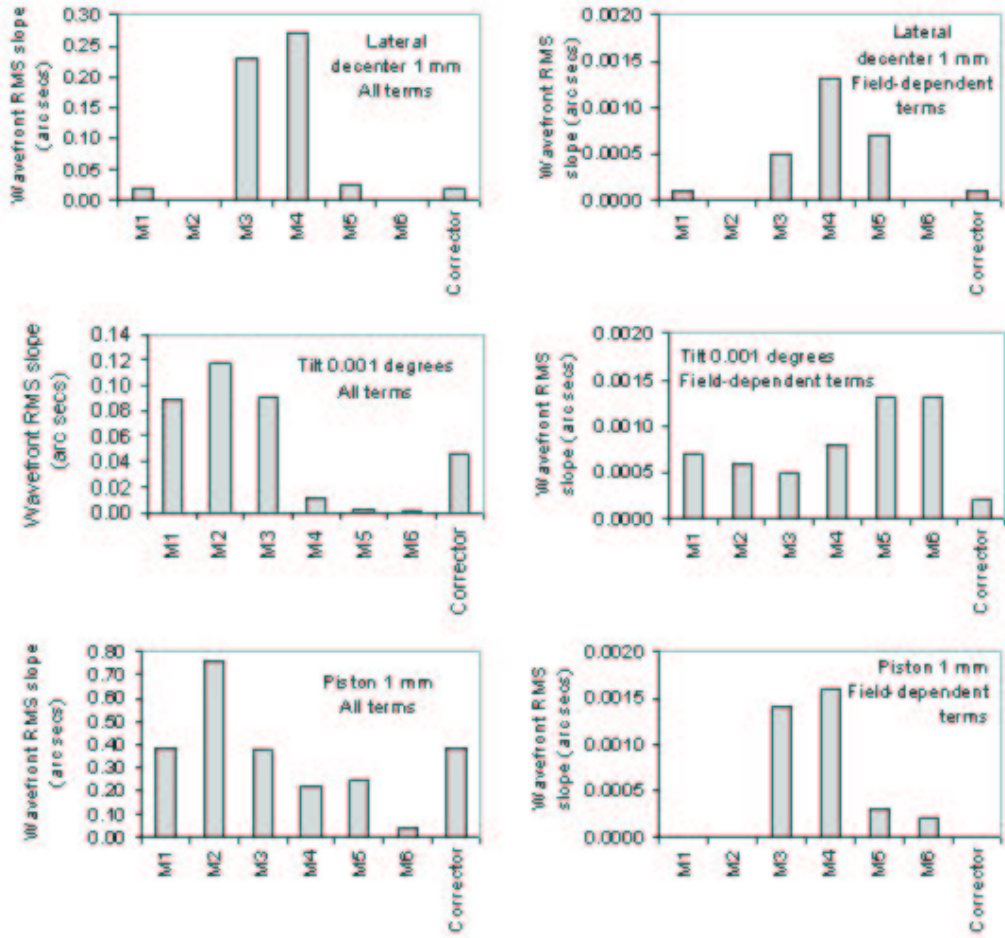 Wavefront RMS slope
(arc secs)
0.30
0.25
0.20
0.15
0.10
0.05
0.00
Lateral
decenter 1 mm
All terms
M1
M2
M3
M4
M5
M6
Corrector
Wavefront RMS
slope (arc secs)
0.0020
0.0015
0.0010
0.0005
0.0000
Lateral
decenter 1 mm
Field-dependent
terms
M1
M2
M3
M4
M5
M6
Corrector
Wavefront RMS slope
(arc secs)
0.14
0.12
0.10
0.08
0.06
0.04
0.02
0.00
Tilt 0.001 degrees
All terms
M1
M2
M3
M4
M5
M6
Corrector
Wavefront RMS
slope (arc secs)
0.0020
0.0015
0.0010
0.0005
0.0000
Tilt 0.001 degrees
Field-dependent terms
M1
M2
M3
M4
M5
M6
Corrector
Wavefront RMS slope
(arc secs)
0.80
0.70
0.60
0.50
0.40
0.30
0.20
0.10
0.00
Piston 1 mm
All terms
M1
M2
M3
M4
M5
M6
Corrector
Wavefront RMS
slope (arc secs)
0.0020
0.0015
0.0010
0.0005
0.0000
Piston 1 mm
Field-dependent
terms
M1
M2
M3
M4
M5
M6
Corrector